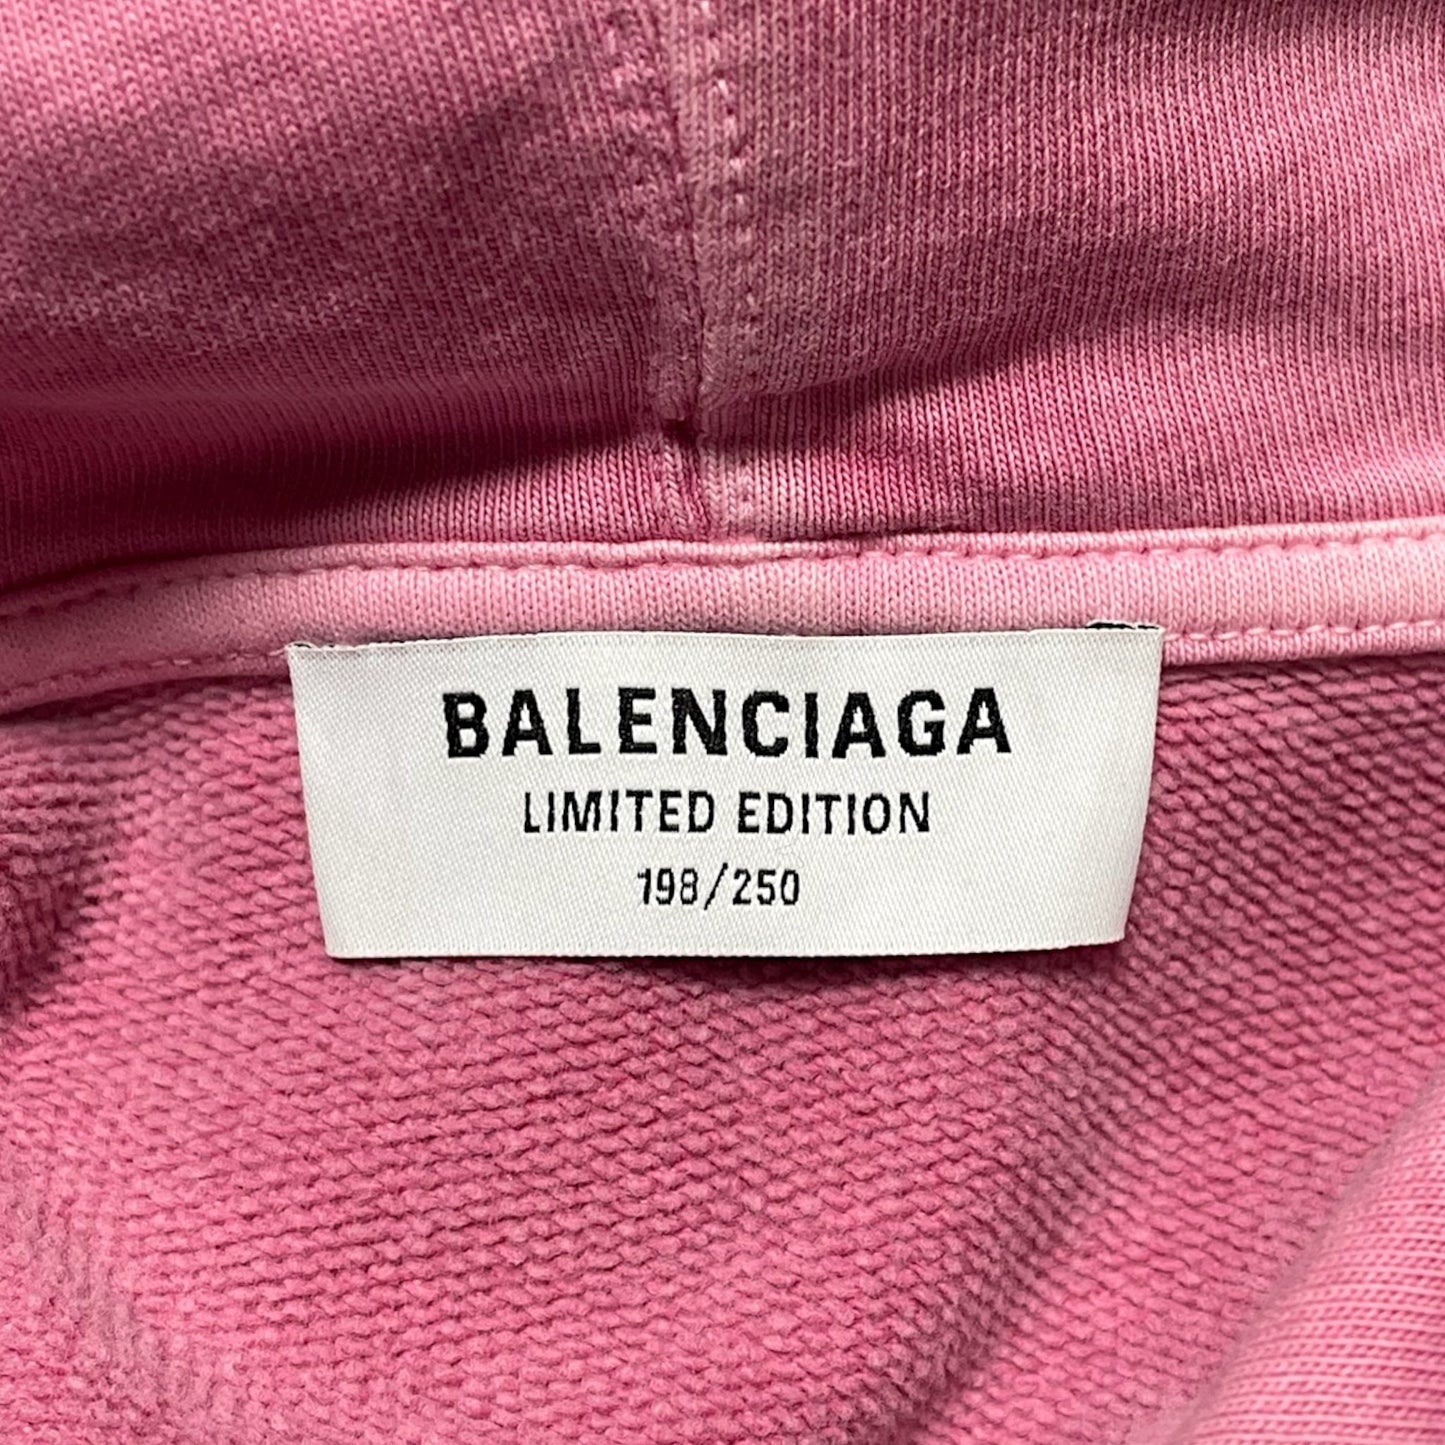 BALENCIAGA
LIMITED EDITION
198/250